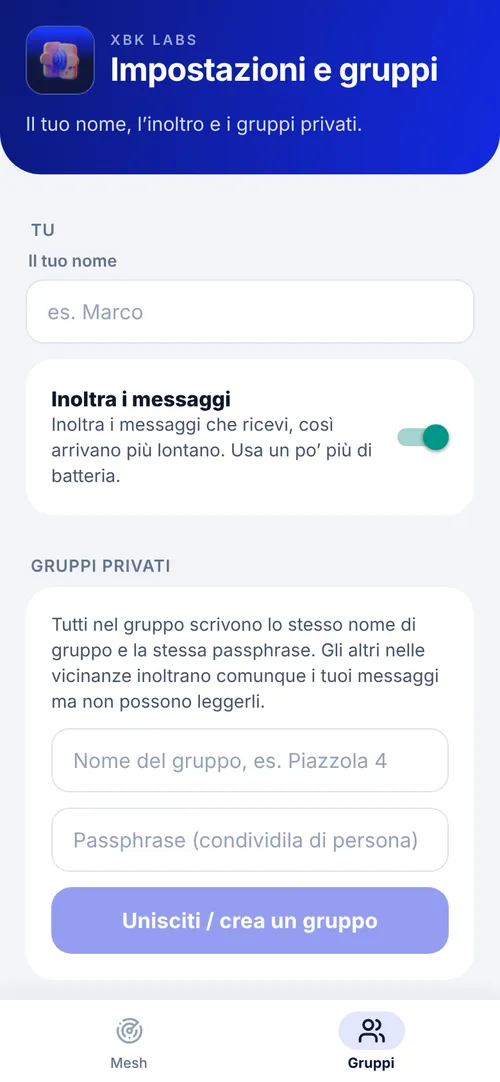 XBK LABS
Impostazioni e gruppi
Il tuo nome, l’inoltro e i gruppi privati.
TU
Il tuo nome
es. Marco
Inoltra i messaggi
Inoltra i messaggi che ricevi, così
arrivano più lontano. Usa un po’ più di
batteria.
GRUPPI PRIVATI
Tutti nel gruppo scrivono lo stesso nome di
gruppo e la stessa passphrase. Gli altri nelle
vicinanze inoltrano comunque i tuoi messaggi
ma non possono leggerli.
Nome del gruppo, es. Piazzola 4
Passphrase (condividila di persona)
Unisciti / crea un gruppo
Mesh
Gruppi